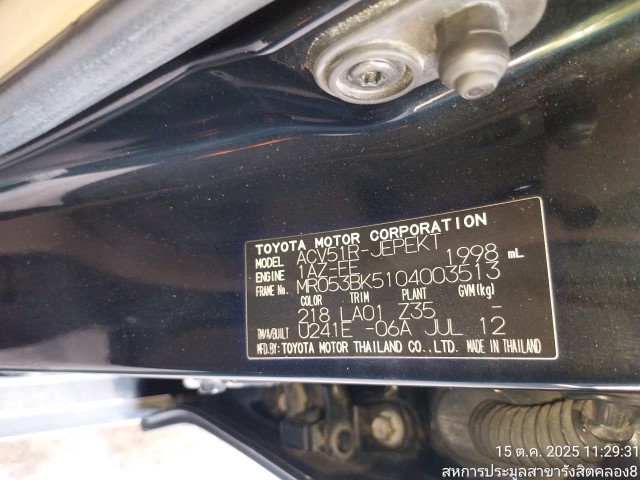 TOYOTA MOTOR CORPORATION
MODEL ACV51R-JEPEKT
ENGINE 1AZ-FE 1998 mL
FRAME No. MR053BK5104003513
COLOR TRIM PLANT GVM(kg)
218 LA01 Z35 -
TM/A/BUILT U241E -06A JUL 12
MFD.BY: TOYOTA MOTOR THAILAND CO.,LTD. MADE IN THAILAND
15 ต.ค. 2025 11:29:31
สหการประมูลสาขารังสิตคลอง8